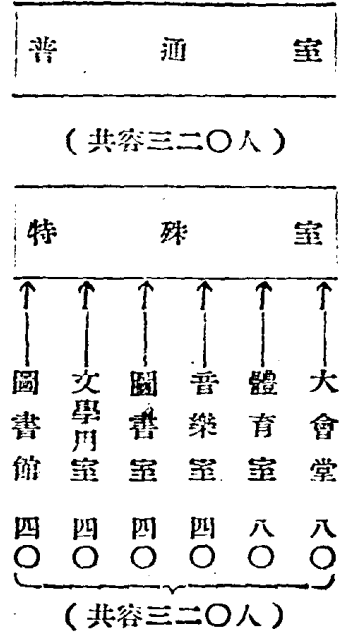 普通室
(共容三二〇人)
特殊室
大會堂 八〇
體育室 八〇
音樂室 四〇
圖書室 四〇
文學用室 四〇
圖書館 四〇
(共容三二〇人)